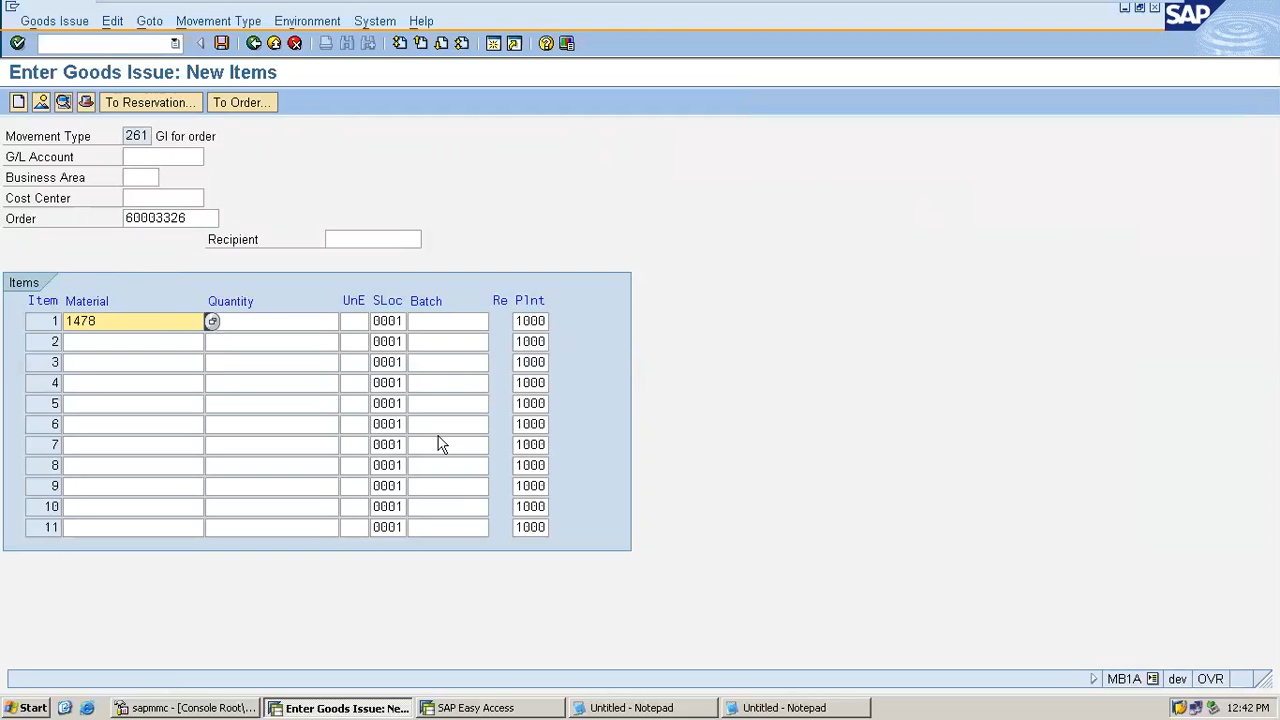 Goods Issue Edit Goto Movement Type Environment System Help
SAP
Enter Goods Issue: New Items
To Reservation... To Order...
Movement Type 261 GI for order
G/L Account
Business Area
Cost Center
Order 60003326
Recipient
Items
Item Material Quantity UnE SLoc Batch Re Plnt
1 1478 0001 1000
2 0001 1000
3 0001 1000
4 0001 1000
5 0001 1000
6 0001 1000
7 0001 1000
8 0001 1000
9 0001 1000
10 0001 1000
11 0001 1000
MB1A dev OVR
Start sapmmc - [Console Root\... Enter Goods Issue: Ne... SAP Easy Access Untitled - Notepad Untitled - Notepad 12:42 PM